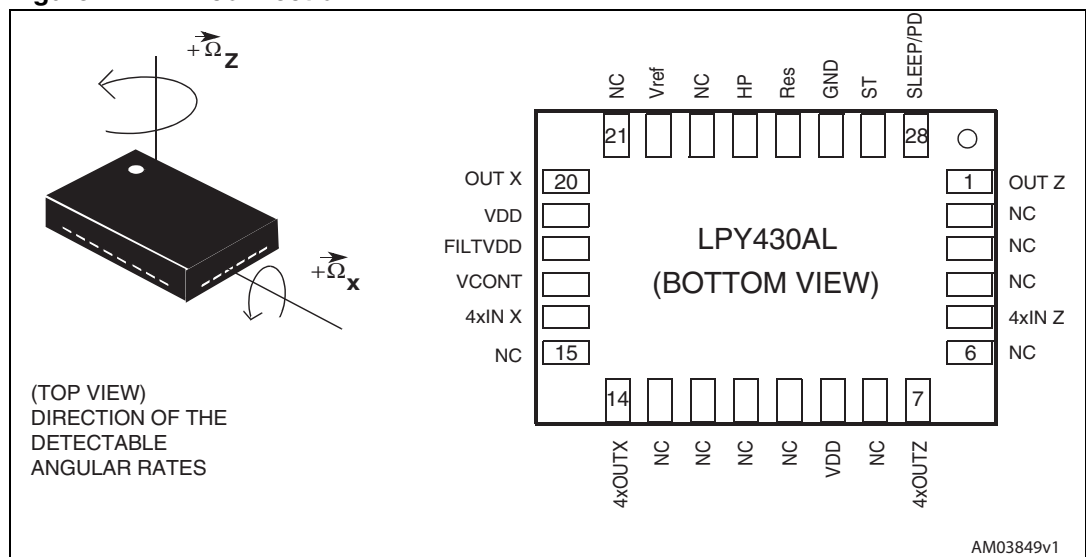 +Ω Z
+Ω x
(TOP VIEW)
DIRECTION OF THE
DETECTABLE
ANGULAR RATES
NC
Vref
NC
HP
Res
GND
ST
SLEEP/PD
21
28
OUT X 20
VDD
FILTVDD
VCONT
4xIN X
NC 15
LPY430AL
(BOTTOM VIEW)
1 OUT Z
NC
NC
NC
4xIN Z
6 NC
14
7
4xOUTX
NC
NC
NC
NC
VDD
NC
4xOUTZ
AM03849v1